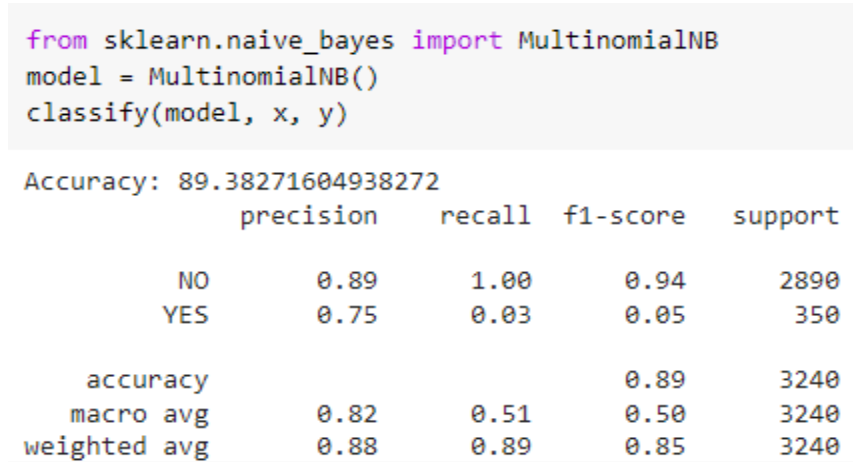 from sklearn.naive_bayes import MultinomialNB
model = MultinomialNB()
classify(model, x, y)
Accuracy: 89.38271604938272
precision recall f1-score support
NO 0.89 1.00 0.94 2890
YES 0.75 0.03 0.05 350
accuracy 0.89 3240
macro avg 0.82 0.51 0.50 3240
weighted avg 0.88 0.89 0.85 3240